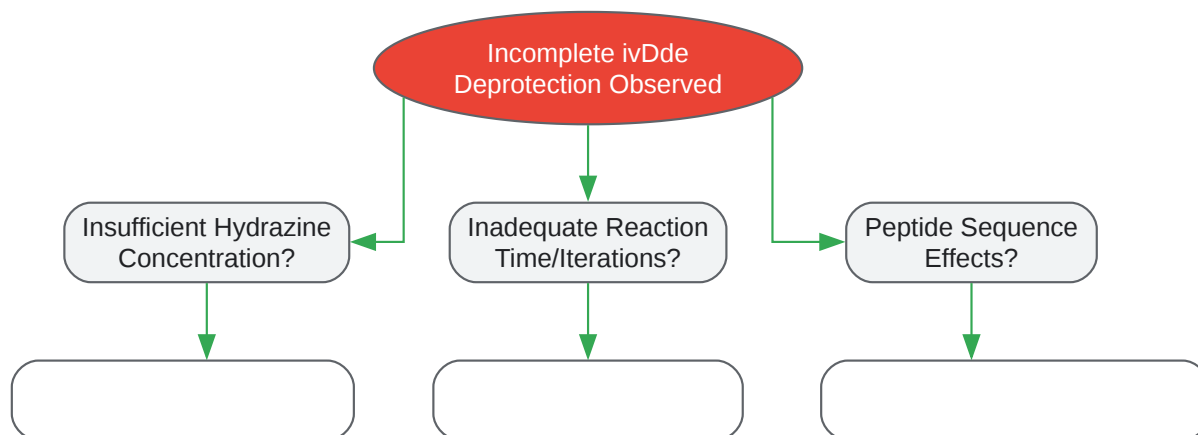 Incomplete ivDde
Deprotection Observed
Insufficient Hydrazine
Concentration?
Inadequate Reaction
Time/Iterations?
Peptide Sequence
Effects?